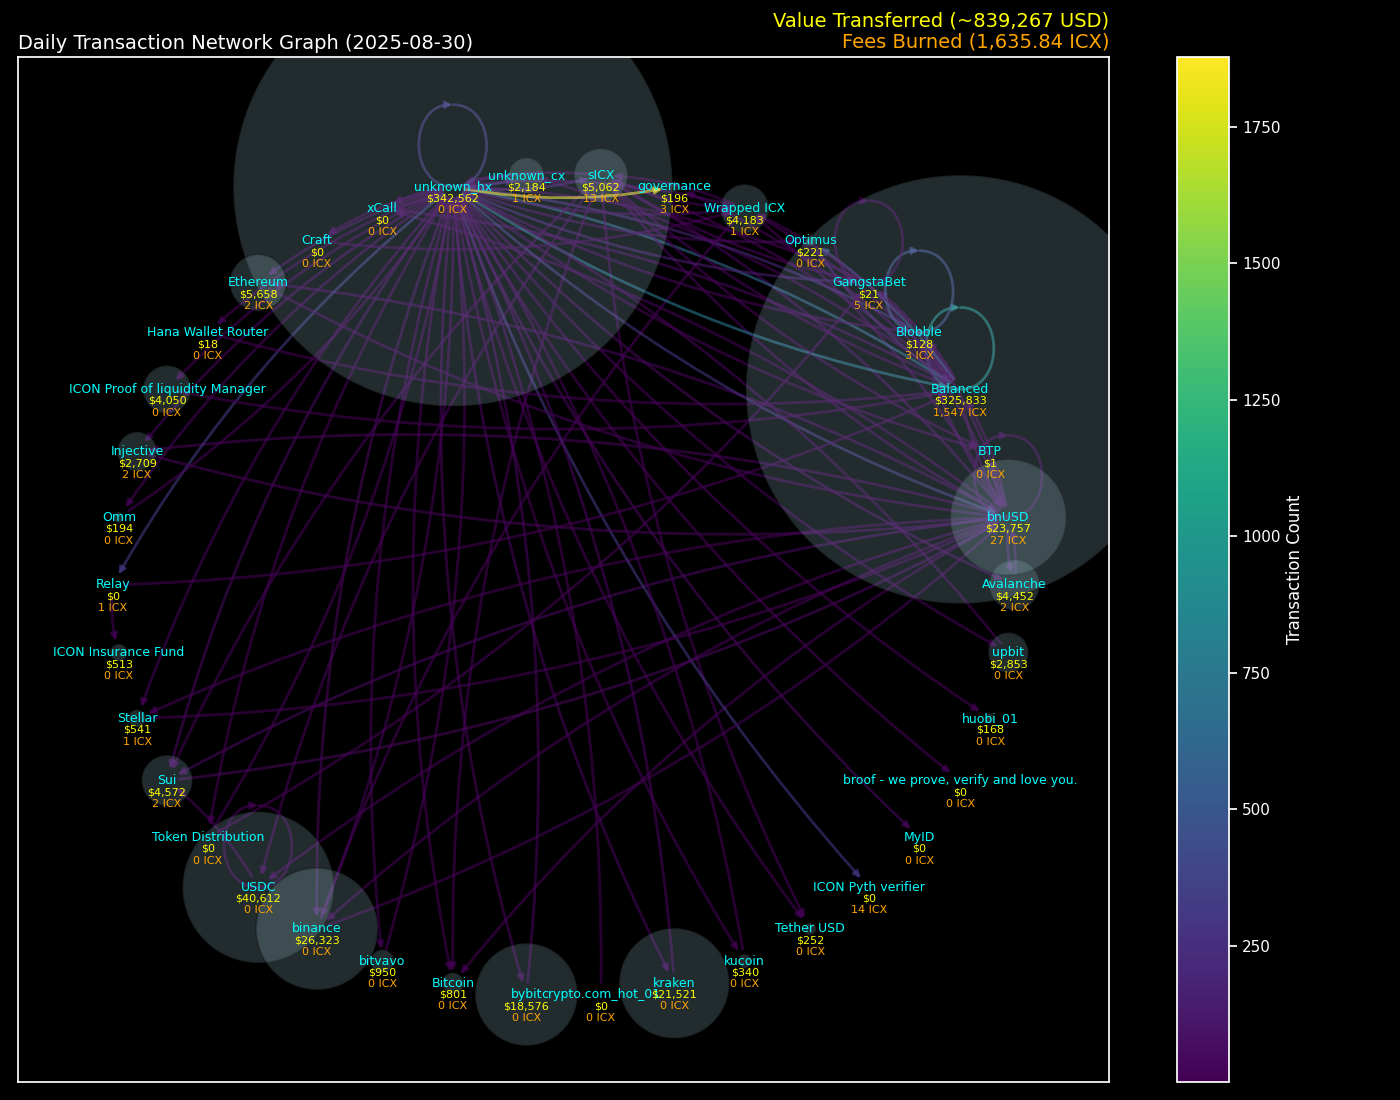 Value Transferred (~839,267 USD)
Daily Transaction Network Graph (2025-08-30)
Fees Burned (1,635.84 ICX)
unknown_hx
$342,562
0 ICX
unknown_cx
$2,184
1 ICX
sICX
$5,062
13 ICX
governance
$196
3 ICX
Wrapped ICX
$4,183
1 ICX
xCall
$0
0 ICX
Craft
$0
0 ICX
Optimus
$221
0 ICX
Ethereum
$5,658
2 ICX
GangstaBet
$21
5 ICX
Hana Wallet Router
$18
0 ICX
Blobble
$128
3 ICX
ICON Proof of liquidity Manager
$4,050
0 ICX
Balanced
$325,833
1,547 ICX
Injective
$2,709
2 ICX
BTP
$1
0 ICX
Omm
$194
0 ICX
bnUSD
$23,757
27 ICX
Relay
$0
1 ICX
Avalanche
$4,452
2 ICX
ICON Insurance Fund
$513
0 ICX
upbit
$2,853
0 ICX
Stellar
$541
1 ICX
huobi_01
$168
0 ICX
Sui
$4,572
2 ICX
broof - we prove, verify and love you.
$0
0 ICX
Token Distribution
$0
0 ICX
MyID
$0
0 ICX
USDC
$40,612
0 ICX
ICON Pyth verifier
$0
14 ICX
binance
$26,323
0 ICX
Tether USD
$252
0 ICX
bitvavo
$950
0 ICX
kucoin
$340
0 ICX
Bitcoin
$801
0 ICX
kraken
$21,521
0 ICX
bybit
$18,576
0 ICX
crypto.com_hot_01
$0
0 ICX
1750
1500
1250
1000
750
500
250
Transaction Count